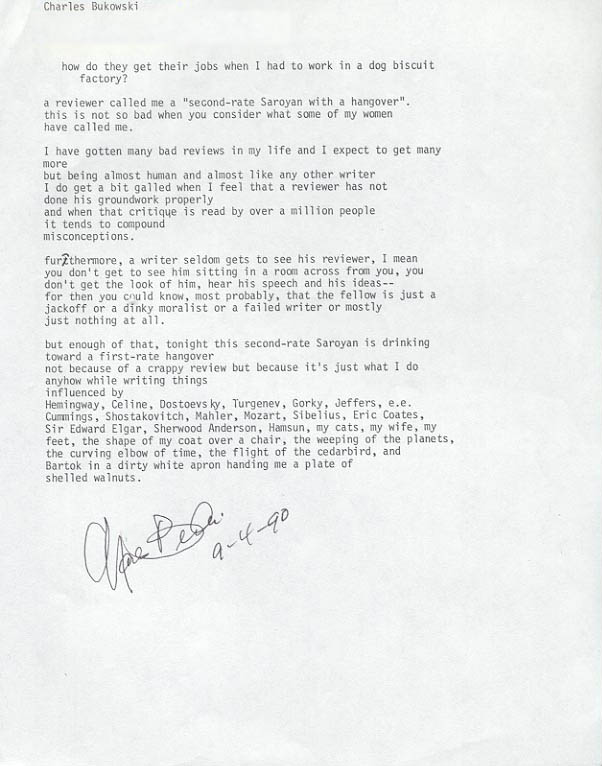 Charles Bukowski
how do they get their jobs when I had to work in a dog biscuit
factory?
a reviewer called me a "second-rate Saroyan with a hangover".
this is not so bad when you consider what some of my women
have called me.
I have gotten many bad reviews in my life and I expect to get many
more
but being almost human and almost like any other writer
I do get a bit galled when I feel that a reviewer has not
done his groundwork properly
and when that critique is read by over a million people
it tends to compound
misconceptions.
furthermore, a writer seldom gets to see his reviewer, I mean
you don't get to see him sitting in a room across from you, you
don't get the look of him, hear his speech and his ideas--
for then you could know, most probably, that the fellow is just a
jackoff or a dinky moralist or a failed writer or mostly
just nothing at all.
but enough of that, tonight this second-rate Saroyan is drinking
toward a first-rate hangover
not because of a crappy review but because it's just what I do
anyhow while writing things
influenced by
Hemingway, Celine, Dostoevsky, Turgenev, Gorky, Jeffers, e.e.
Cummings, Shostakovitch, Mahler, Mozart, Sibelius, Eric Coates,
Sir Edward Elgar, Sherwood Anderson, Hamsun, my cats, my wife, my
feet, the shape of my coat over a chair, the weeping of the planets,
the curving elbow of time, the flight of the cedarbird, and
Bartok in a dirty white apron handing me a plate of
shelled walnuts.
9-4-90